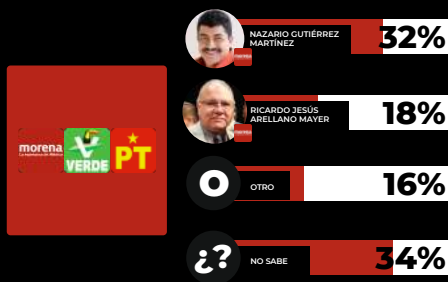 NAZARIO GUTIÉRREZ
MARTÍNEZ
32%
RICARDO JESÚS
ARELLANO MAYER
18%
morena
La esperanza de México
VERDE
PT
O
OTRO
16%
¿?
NO SABE
34%